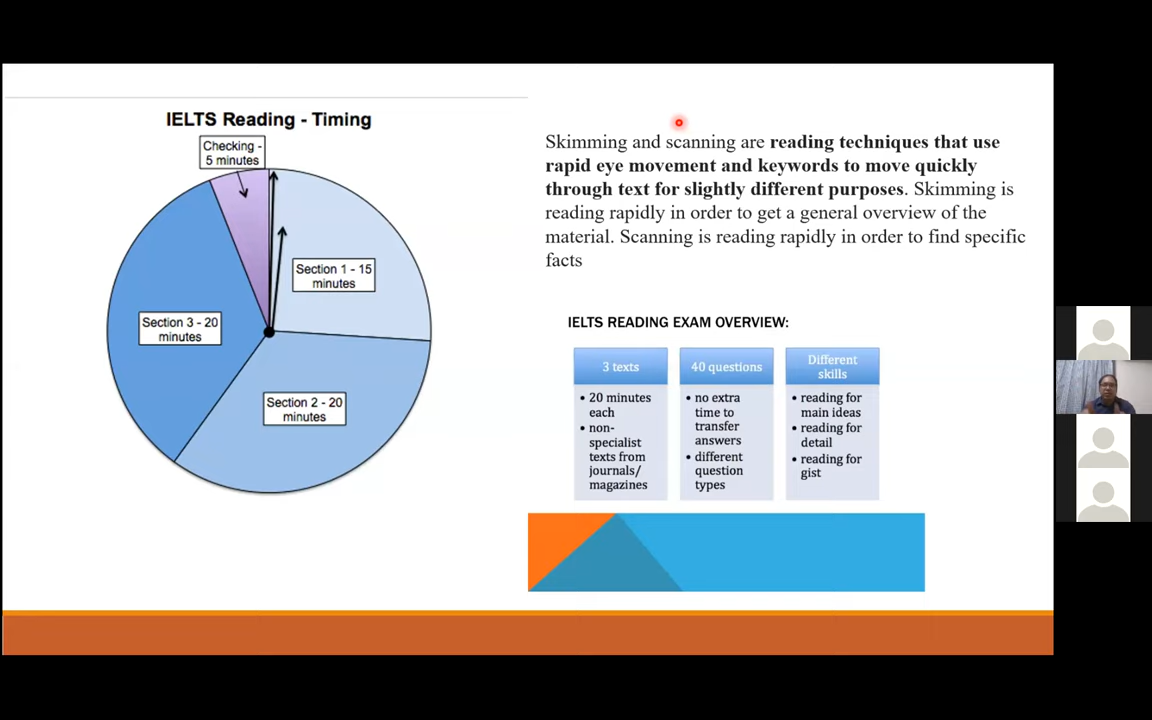 IELTS Reading - Timing
Checking -
5 minutes
Section 1 - 15
minutes
Section 3 - 20
minutes
Section 2 - 20
minutes
Skimming and scanning are reading techniques that use
rapid eye movement and keywords to move quickly
through text for slightly different purposes. Skimming is
reading rapidly in order to get a general overview of the
material. Scanning is reading rapidly in order to find specific
facts
IELTS READING EXAM OVERVIEW:
3 texts
• 20 minutes
each
• non-
specialist
texts from
journals/
magazines
40 questions
• no extra
time to
transfer
answers
• different
question
types
Different
skills
• reading for
main ideas
• reading for
detail
• reading for
gist